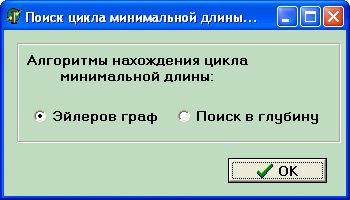 Поиск цикла минимальной длины...
Алгоритмы нахождения цикла
минимальной длины:
Эйлеров граф
Поиск в глубину
OK